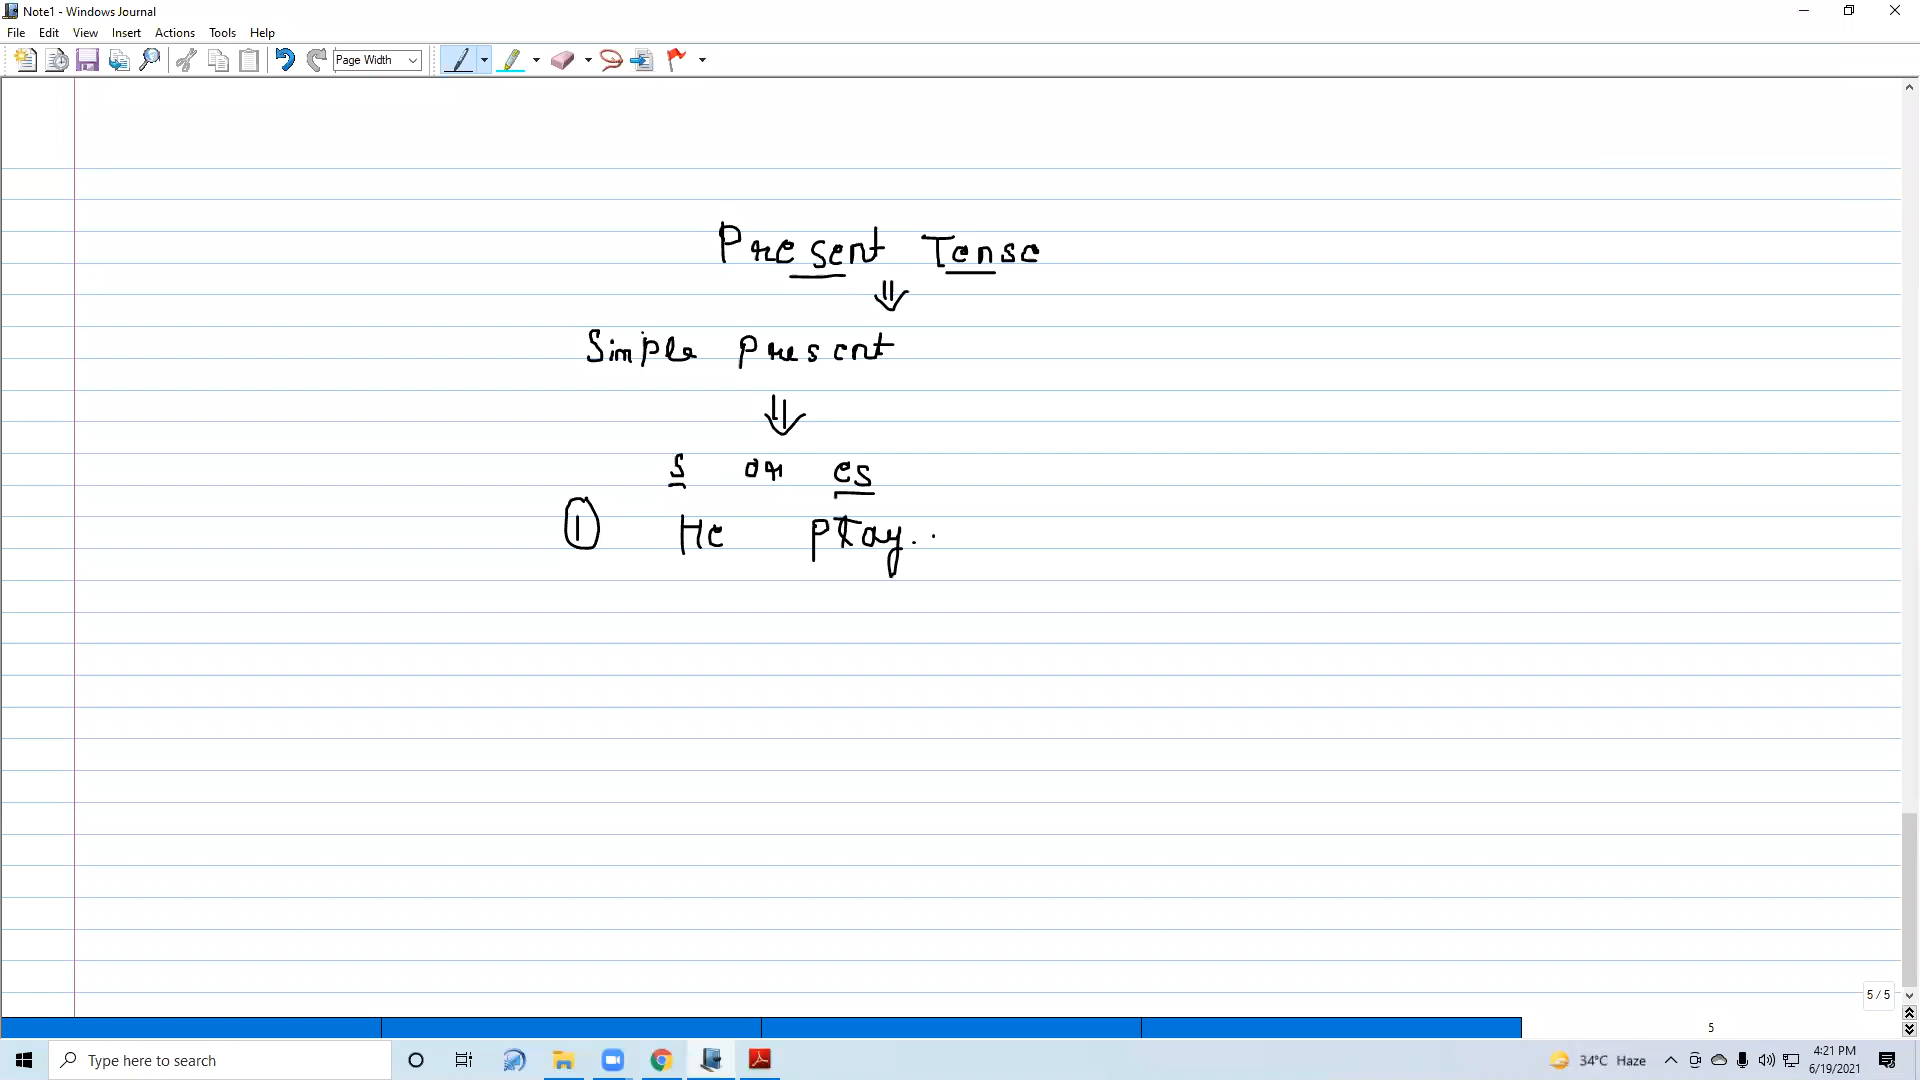 Note1 - Windows Journal
File Edit View Insert Actions Tools Help
Page Width
Present Tense
Simple Present
s or es
1 He play..
5 / 5
5
Type here to search
34°C Haze
4:21 PM
6/19/2021